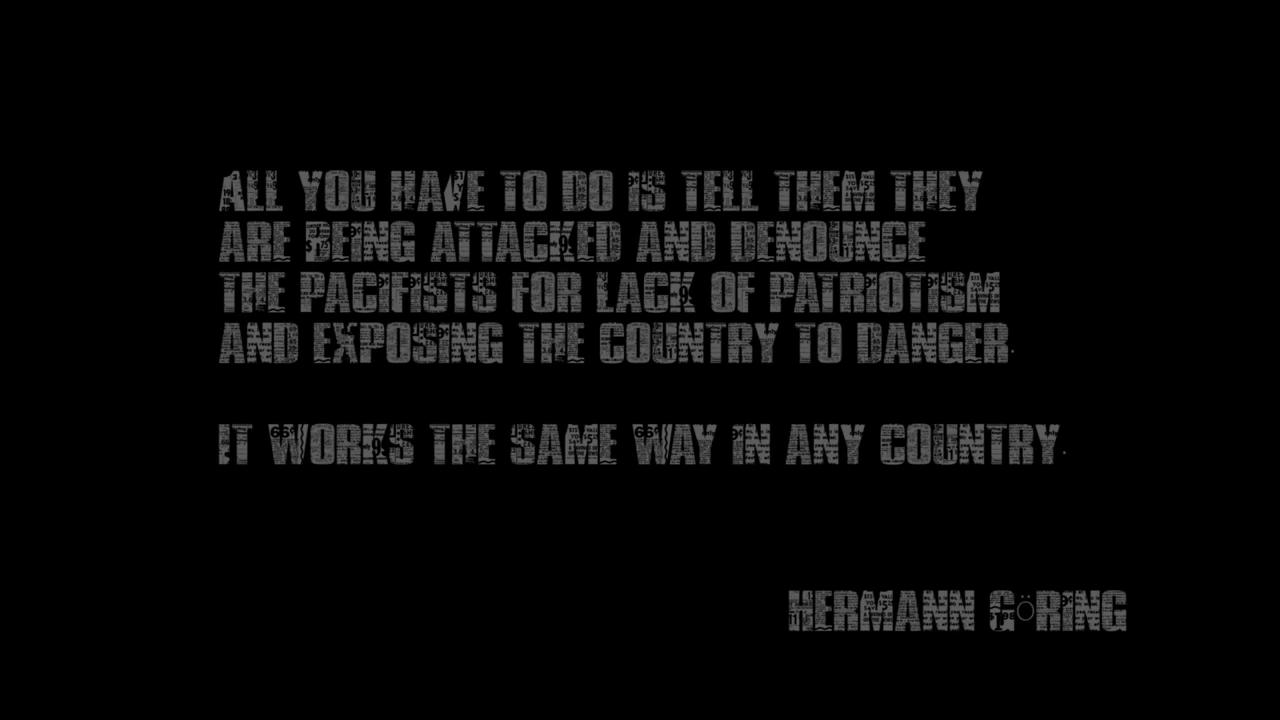 ALL YOU HAVE TO DO IS TELL THEM THEY
ARE BEING ATTACKED AND DENOUNCE
THE PACIFISTS FOR LACK OF PATRIOTISM
AND EXPOSING THE COUNTRY TO DANGER.
IT WORKS THE SAME WAY IN ANY COUNTRY.
HERMANN GÖRING